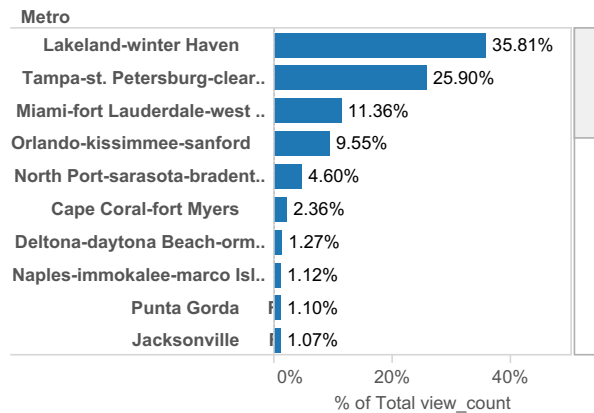 Metro
Lakeland-winter Haven 35.81%
Tampa-st. Petersburg-clear.. 25.90%
Miami-fort Lauderdale-west .. 11.36%
Orlando-kissimmee-sanford 9.55%
North Port-sarasota-bradent.. 4.60%
Cape Coral-fort Myers 2.36%
Deltona-daytona Beach-orm.. 1.27%
Naples-immokalee-marco Isl.. 1.12%
Punta Gorda 1.10%
Jacksonville 1.07%
0% 20% 40%
% of Total view_count